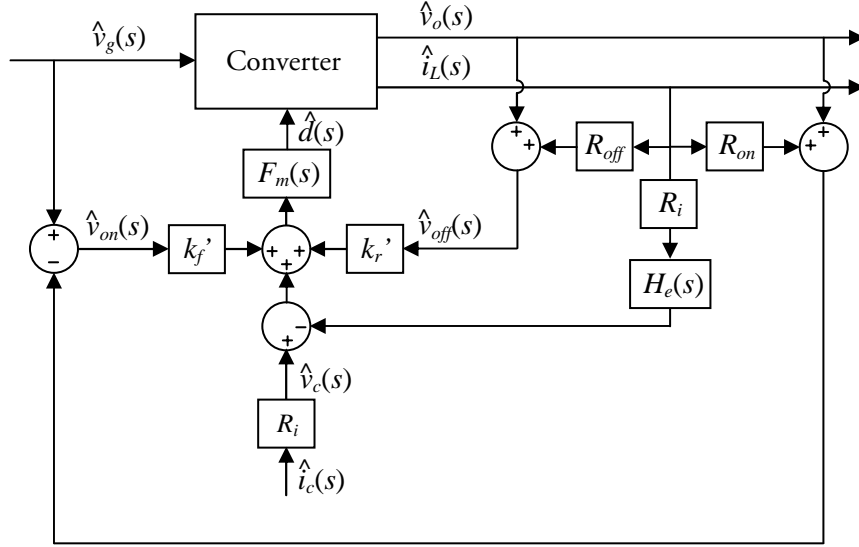 v̂g(s)
Converter
v̂o(s)
îL(s)
d̂(s)
Fm(s)
+
+
Roff
Ron
+
+
Ri
+
-
v̂on(s)
kf’
+ +
+ +
kr’
v̂off(s)
He(s)
-
+
v̂c(s)
Ri
îc(s)